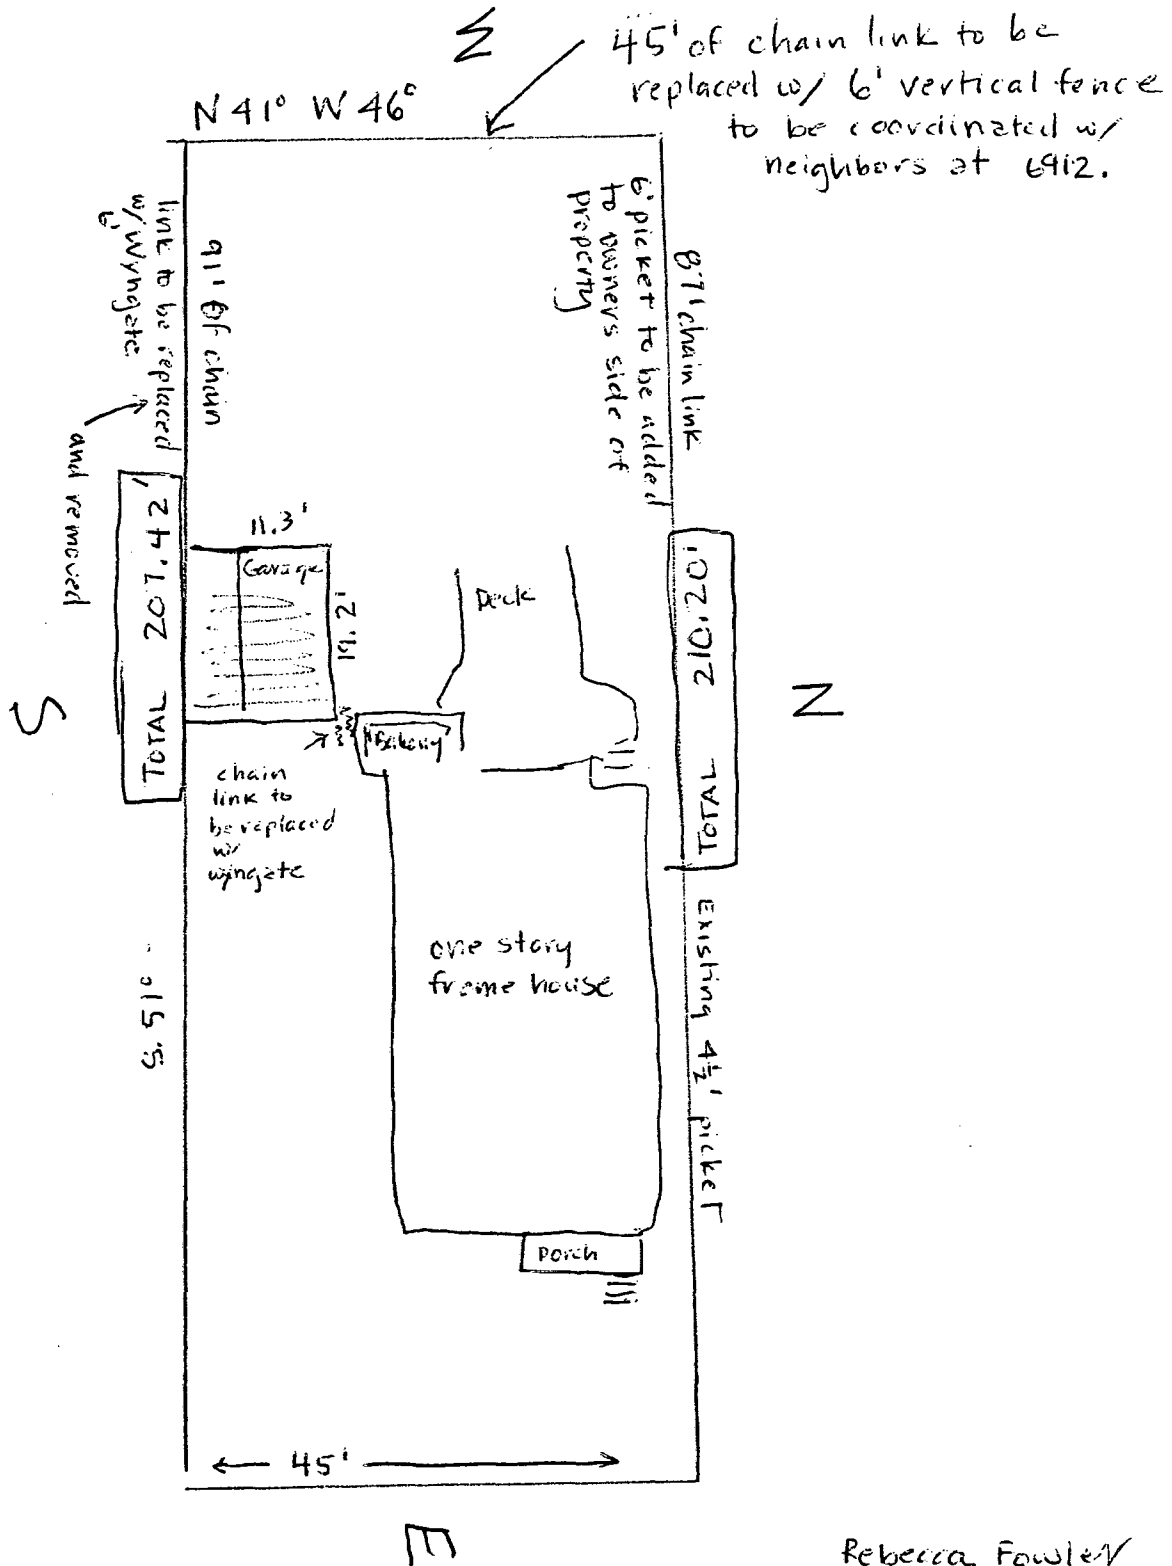 W
45' of chain link to be
replaced w/ 6' vertical fence
to be coordinated w/
neighbors at 6912.
N 41° W 46°
91' of chain
link to be replaced
w/ Wyngate
6'
and removed
87' chain link
6' picket to be added
to owners side of
property
TOTAL 207.42'
210.20' TOTAL
11.3'
Garage
19.2'
Deck
Balcony
S
N
chain
link to
be replaced
w/
wyngate
one story
frame house
S. 51°
Existing 4½' picket
Porch
45'
E
Rebecca Fowler